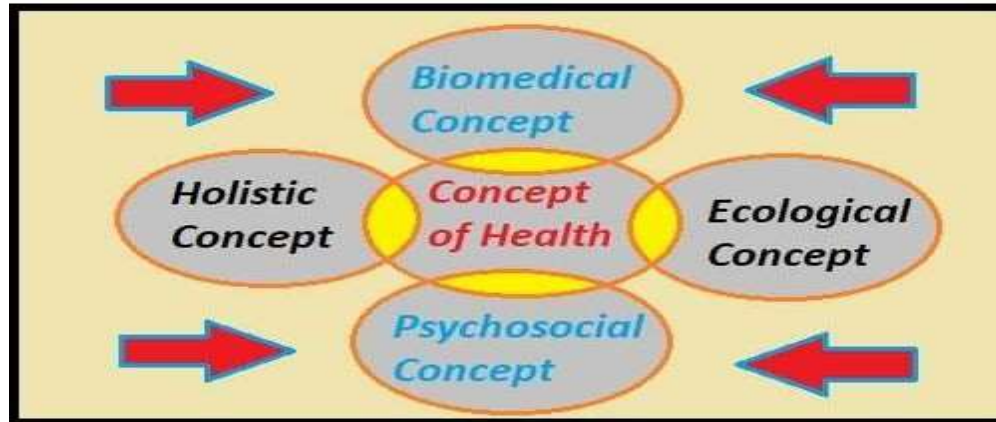 Biomedical
Concept
Holistic
Concept
Concept
of Health
Ecological
Concept
Psychosocial
Concept